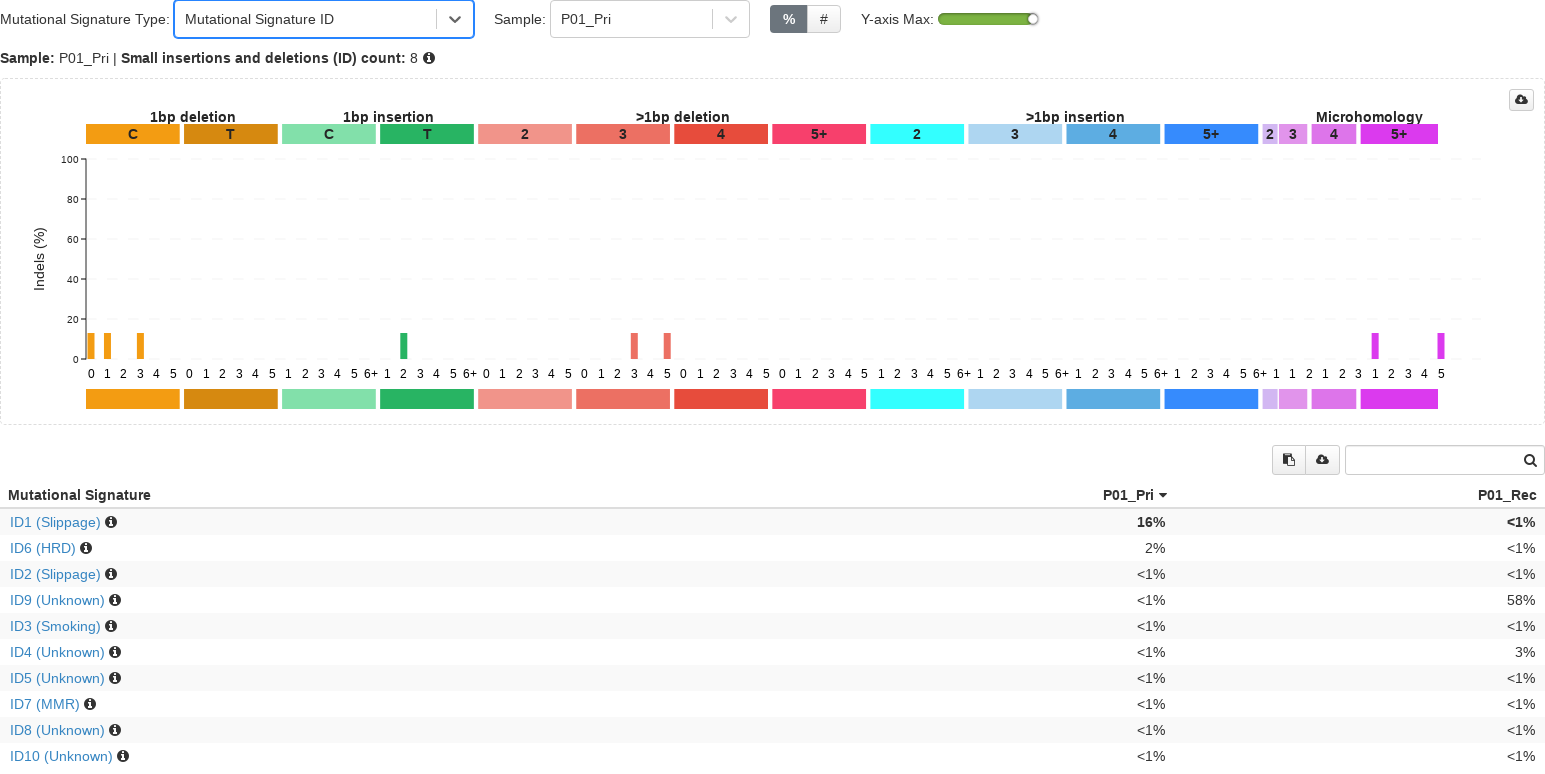 Mutational Signature Type: Mutational Signature ID Sample: P01_Pri % # Y-axis Max:
Sample: P01_Pri | Small insertions and deletions (ID) count: 8
1bp deletion 1bp insertion >1bp deletion >1bp insertion Microhomology
C T C T 2 3 4 5+ 2 3 4 5+ 2 3 4 5+
100
80
60
40
20
0
Indels (%)
0 1 2 3 4 5 0 1 2 3 4 5 1 2 3 4 5 6+ 1 2 3 4 5 6+ 0 1 2 3 4 5 0 1 2 3 4 5 0 1 2 3 4 5 0 1 2 3 4 5 6+ 1 2 3 4 5 6+ 1 2 3 4 5 6+ 1 2 3 4 5 6+ 1 1 2 1 2 3 1 2 3 4 5
Mutational Signature P01_Pri P01_Rec
ID1 (Slippage) 16% <1%
ID6 (HRD) 2% <1%
ID2 (Slippage) <1% <1%
ID9 (Unknown) <1% 58%
ID3 (Smoking) <1% <1%
ID4 (Unknown) <1% 3%
ID5 (Unknown) <1% <1%
ID7 (MMR) <1% <1%
ID8 (Unknown) <1% <1%
ID10 (Unknown) <1% <1%